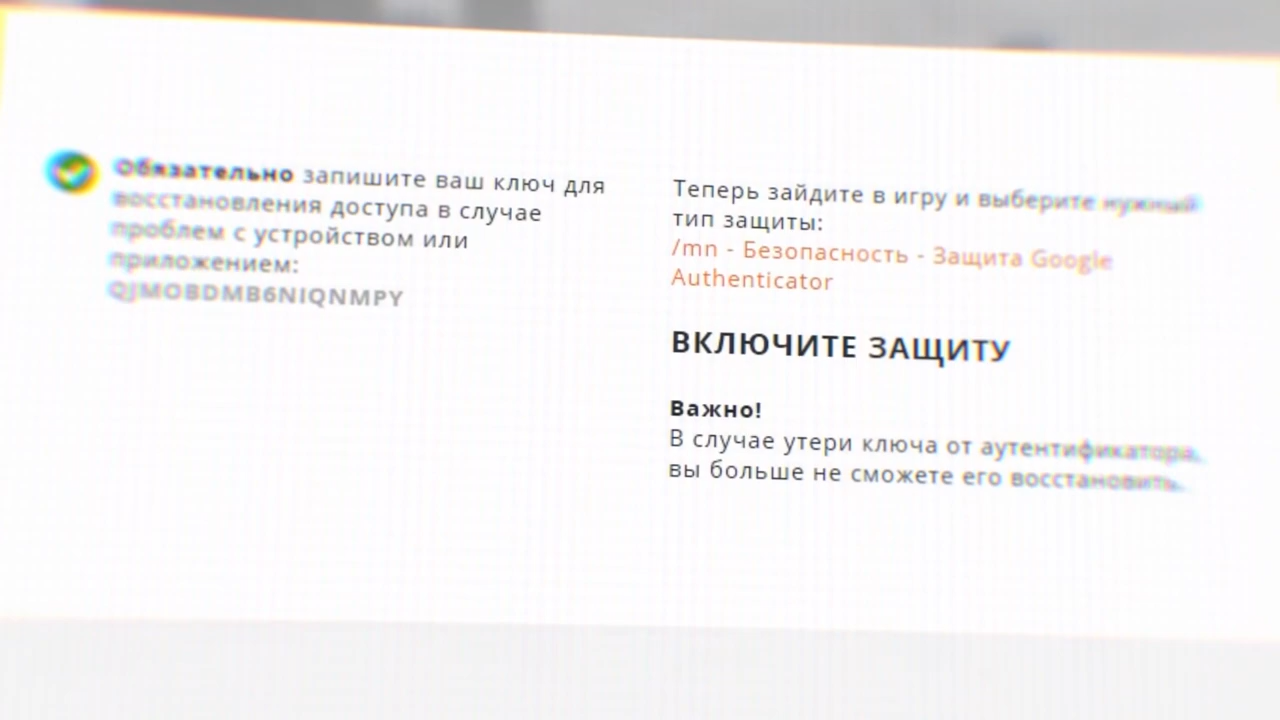 Обязательно запишите ваш ключ для
восстановления доступа в случае
проблем с устройством или
приложением:
QJMOBDMB6NIQNMPY
Теперь зайдите в игру и выберите нужный
тип защиты:
/mn - Безопасность - Защита Google
Authenticator
ВКЛЮЧИТЕ ЗАЩИТУ
Важно!
В случае утери ключа от аутентификатора,
вы больше не сможете его восстановить.